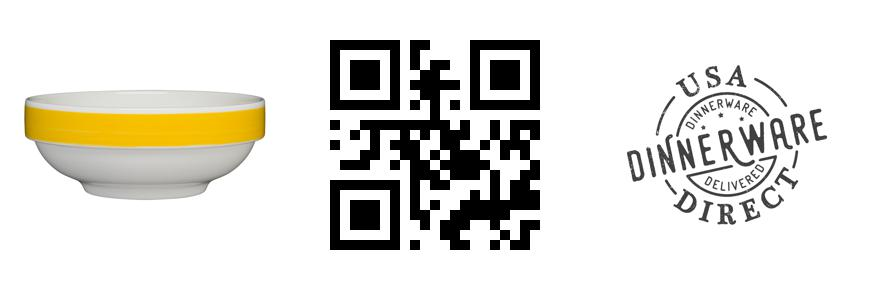 USA
DINNERWARE
DINNERWARE
DELIVERED
DIRECT